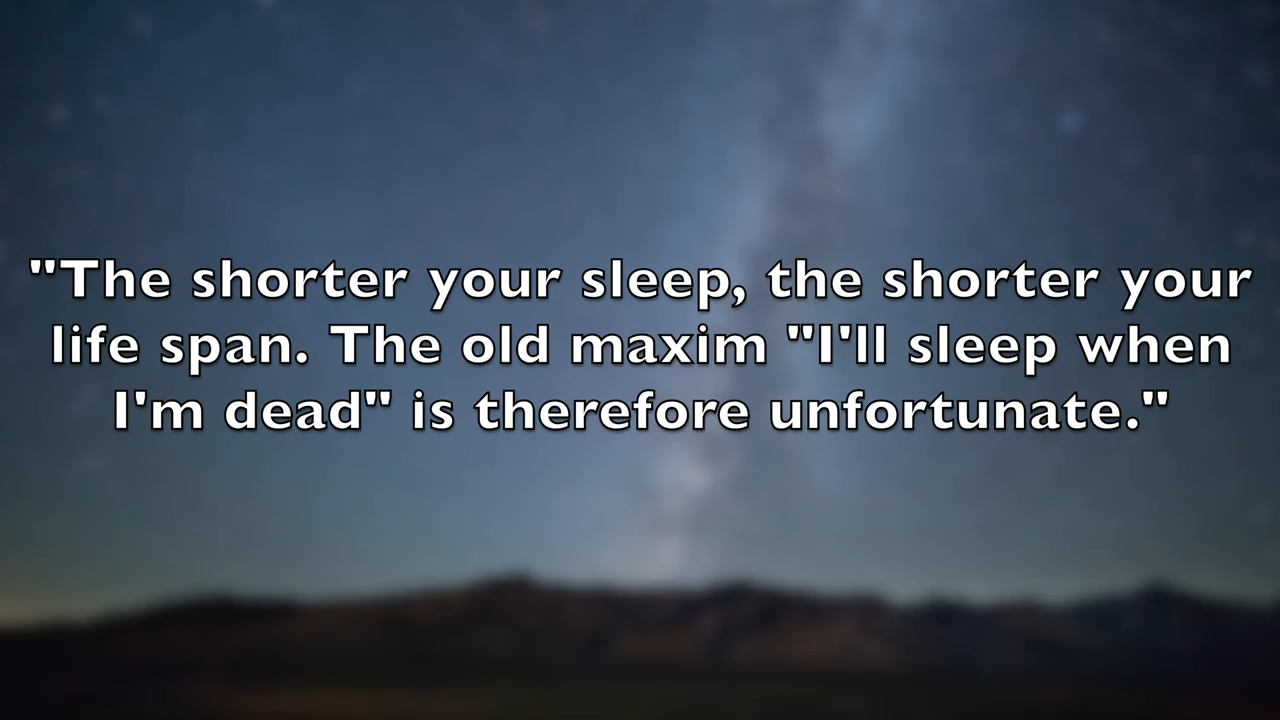 "The shorter your sleep, the shorter your
life span. The old maxim "I'll sleep when
I'm dead" is therefore unfortunate."